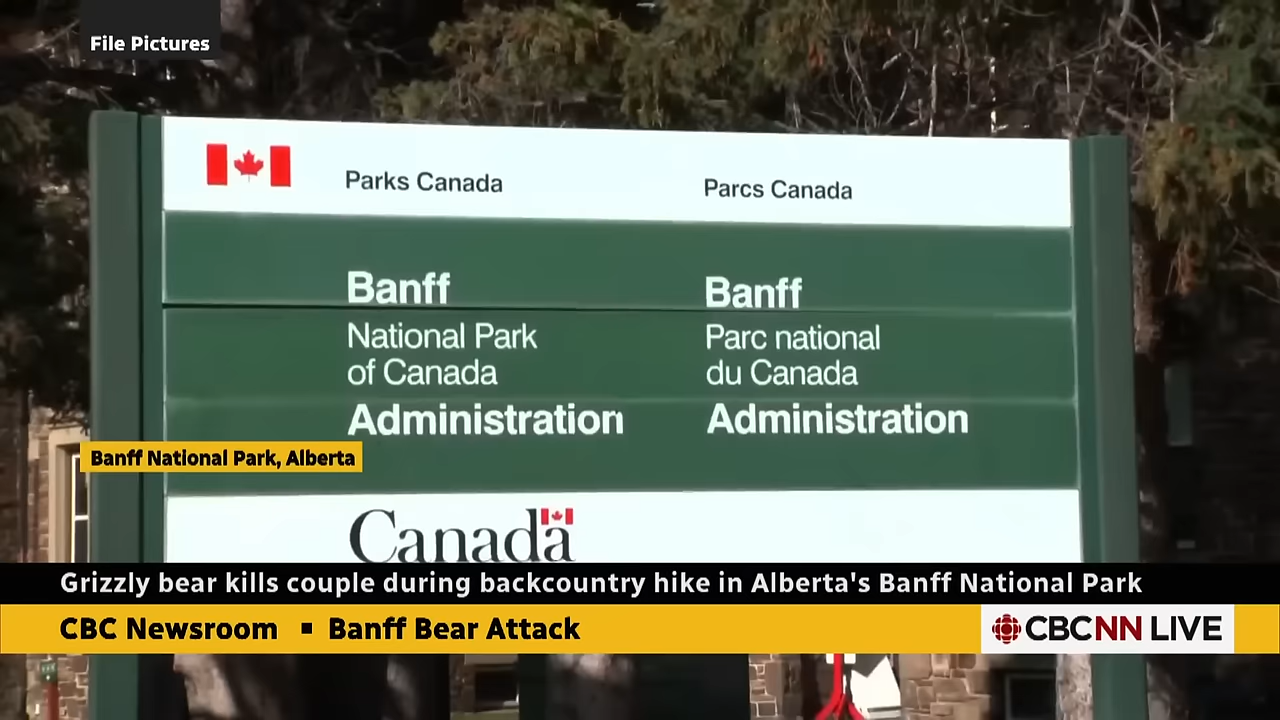 File Pictures
Parks Canada
Parcs Canada
Banff
National Park
of Canada
Administration
Banff
Parc national
du Canada
Administration
Banff National Park, Alberta
Canada
Grizzly bear kills couple during backcountry hike in Alberta's Banff National Park
CBC Newsroom ▪ Banff Bear Attack
CBCNN LIVE